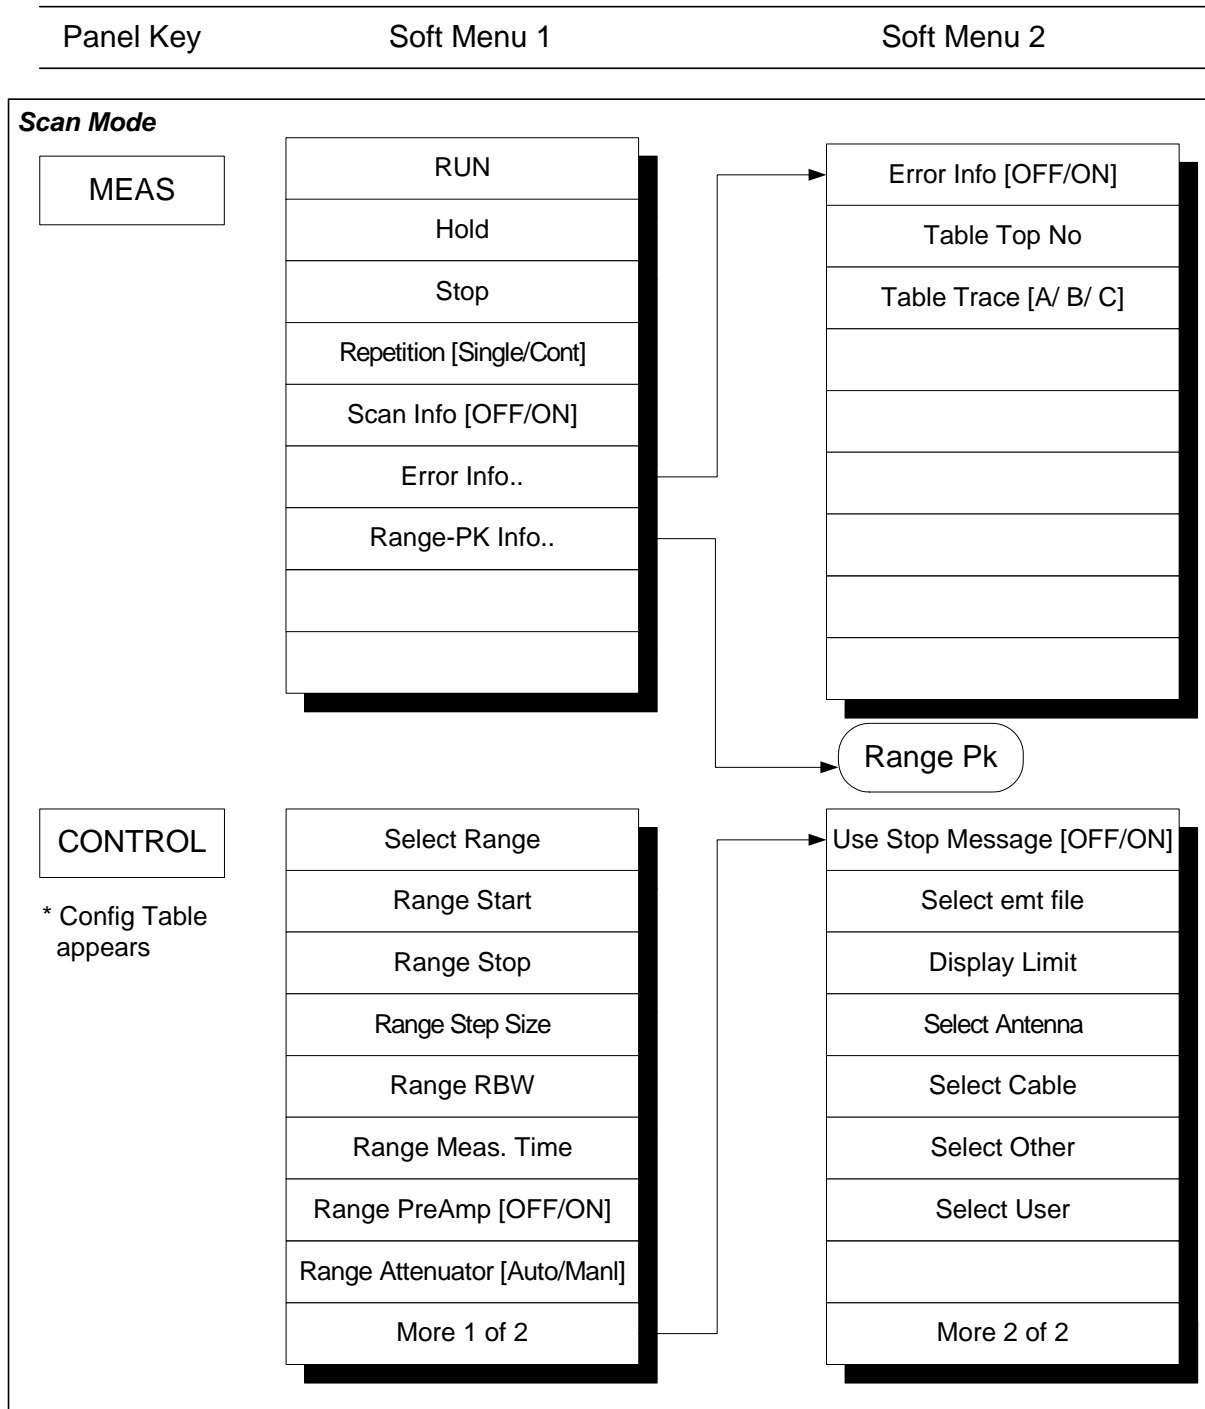 Panel Key
Soft Menu 1
Soft Menu 2
Scan Mode
MEAS
RUN
Hold
Stop
Repetition [Single/Cont]
Scan Info [OFF/ON]
Error Info..
Range-PK Info..
Error Info [OFF/ON]
Table Top No
Table Trace [A/ B/ C]
Range Pk
CONTROL
* Config Table
appears
Select Range
Range Start
Range Stop
Range Step Size
Range RBW
Range Meas. Time
Range PreAmp [OFF/ON]
Range Attenuator [Auto/Manl]
More 1 of 2
Use Stop Message [OFF/ON]
Select emt file
Display Limit
Select Antenna
Select Cable
Select Other
Select User
More 2 of 2